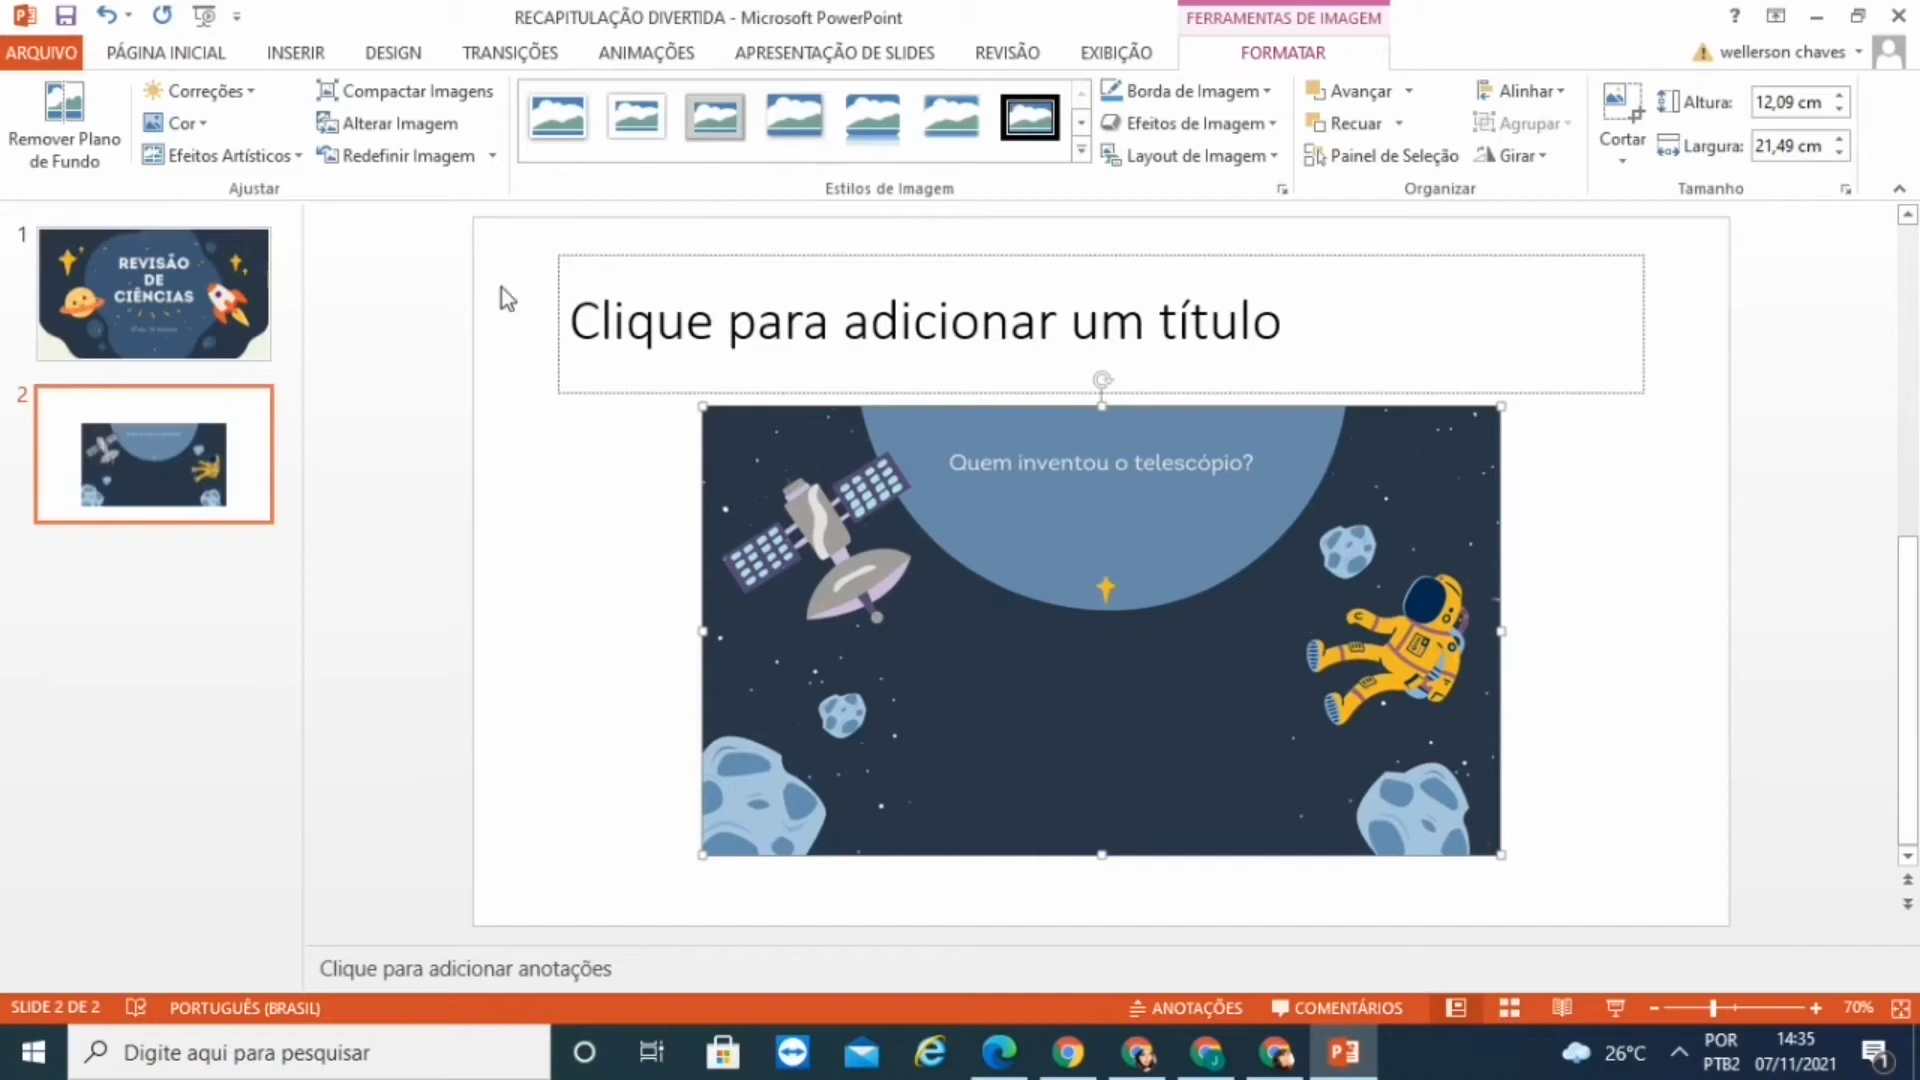 RECAPITULAÇÃO DIVERTIDA - Microsoft PowerPoint
FERRAMENTAS DE IMAGEM
?
ARQUIVO
PÁGINA INICIAL
INSERIR
DESIGN
TRANSIÇÕES
ANIMAÇÕES
APRESENTAÇÃO DE SLIDES
REVISÃO
EXIBIÇÃO
FORMATAR
wellerson chaves
Remover Plano
de Fundo
Correções
Cor
Efeitos Artísticos
Compactar Imagens
Alterar Imagem
Redefinir Imagem
Ajustar
Estilos de Imagem
Borda de Imagem
Efeitos de Imagem
Layout de Imagem
Avançar
Recuar
Painel de Seleção
Alinhar
Agrupar
Girar
Organizar
Cortar
Altura: 12,09 cm
Largura: 21,49 cm
Tamanho
1
REVISÃO
DE
CIÊNCIAS
2
Clique para adicionar um título
Quem inventou o telescópio?
Clique para adicionar anotações
SLIDE 2 DE 2
PORTUGUÊS (BRASIL)
ANOTAÇÕES
COMENTÁRIOS
70%
Digite aqui para pesquisar
26°C
POR
PTB2
14:35
07/11/2021
1